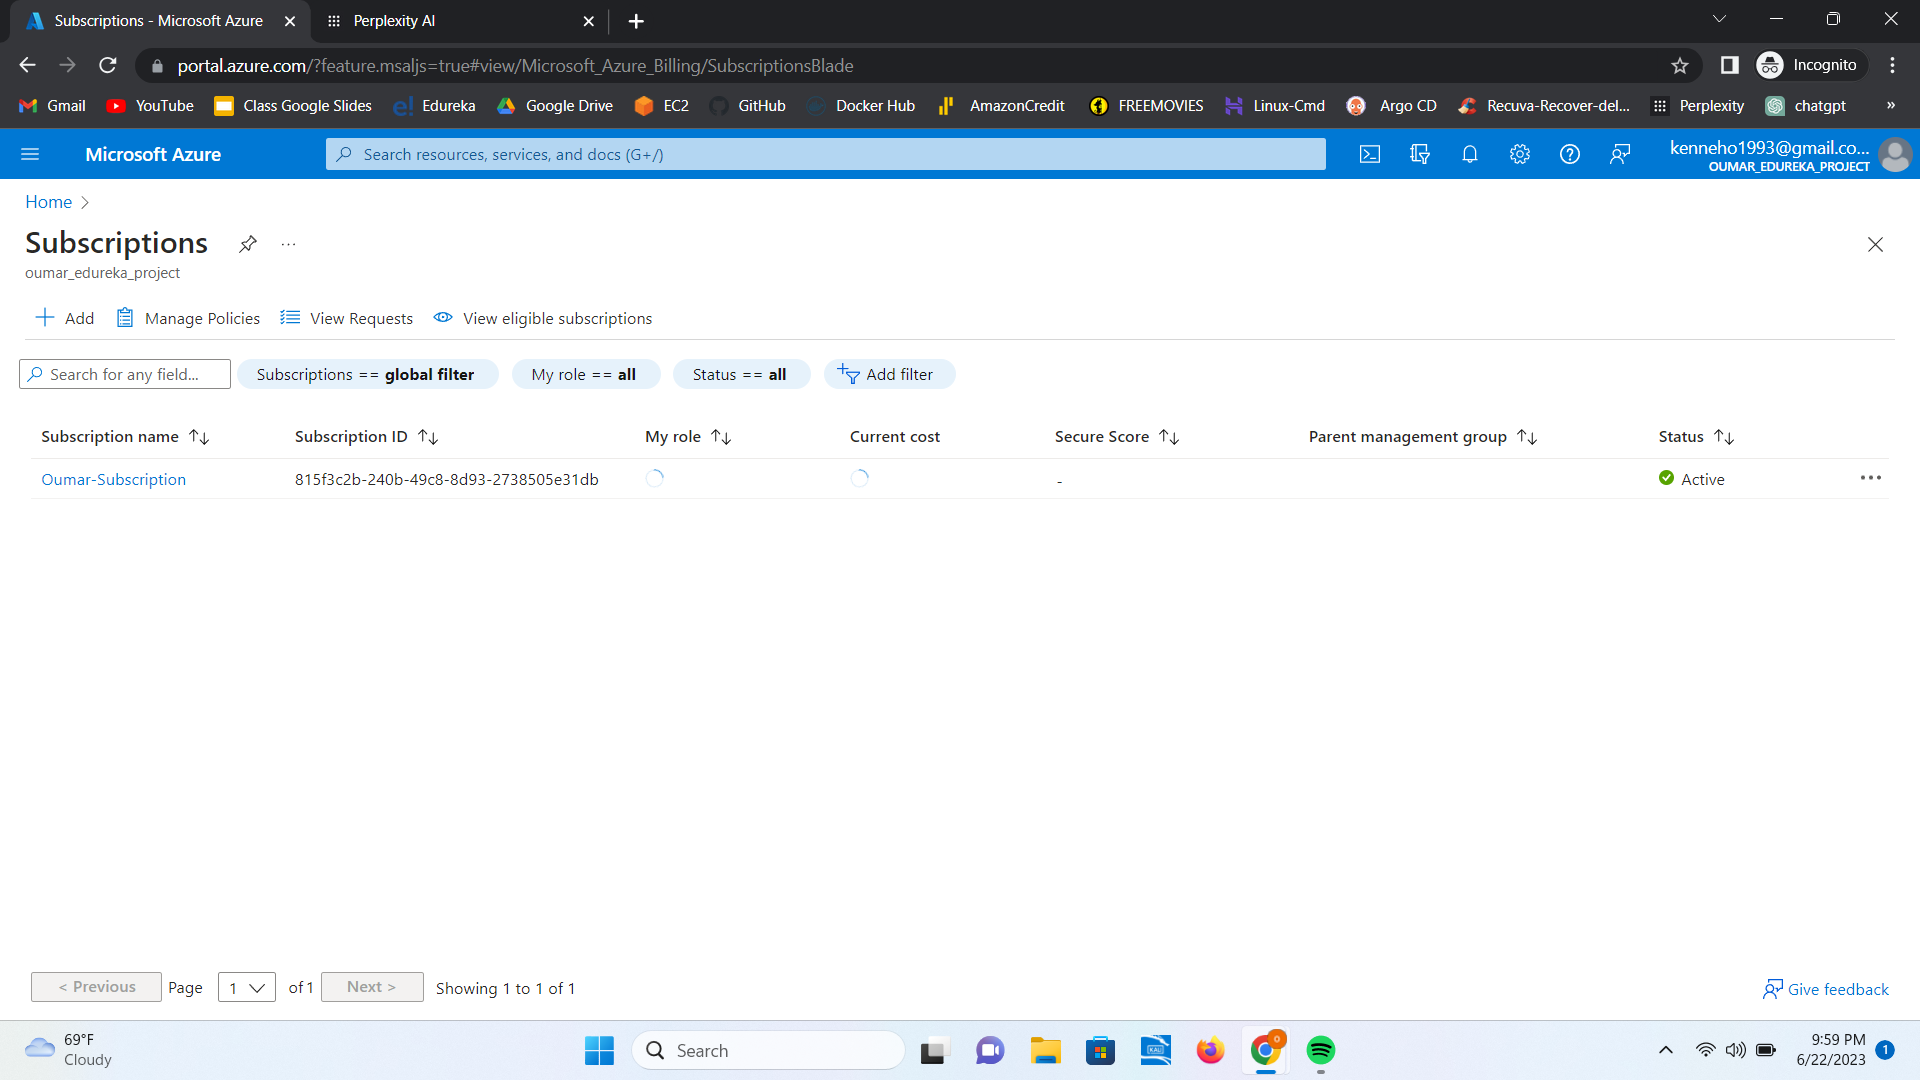 Subscriptions - Microsoft Azure
Perplexity AI
portal.azure.com/?feature.msaljs=true#view/Microsoft_Azure_Billing/SubscriptionsBlade
Incognito
Gmail YouTube Class Google Slides Edureka Google Drive EC2 GitHub Docker Hub AmazonCredit FREEMOVIES Linux-Cmd Argo CD Recuva-Recover-del... Perplexity chatgpt »
Microsoft Azure
Search resources, services, and docs (G+/)
kenneho1993@gmail.co...
OUMAR_EDUREKA_PROJECT
Home
Subscriptions
oumar_edureka_project
Add Manage Policies View Requests View eligible subscriptions
Search for any field... Subscriptions == global filter My role == all Status == all Add filter
Subscription name Subscription ID My role Current cost Secure Score Parent management group Status
Oumar-Subscription 815f3c2b-240b-49c8-8d93-2738505e31db - Active
< Previous Page 1 of 1 Next > Showing 1 to 1 of 1
Give feedback
69°F
Cloudy
Search
9:59 PM
6/22/2023
1